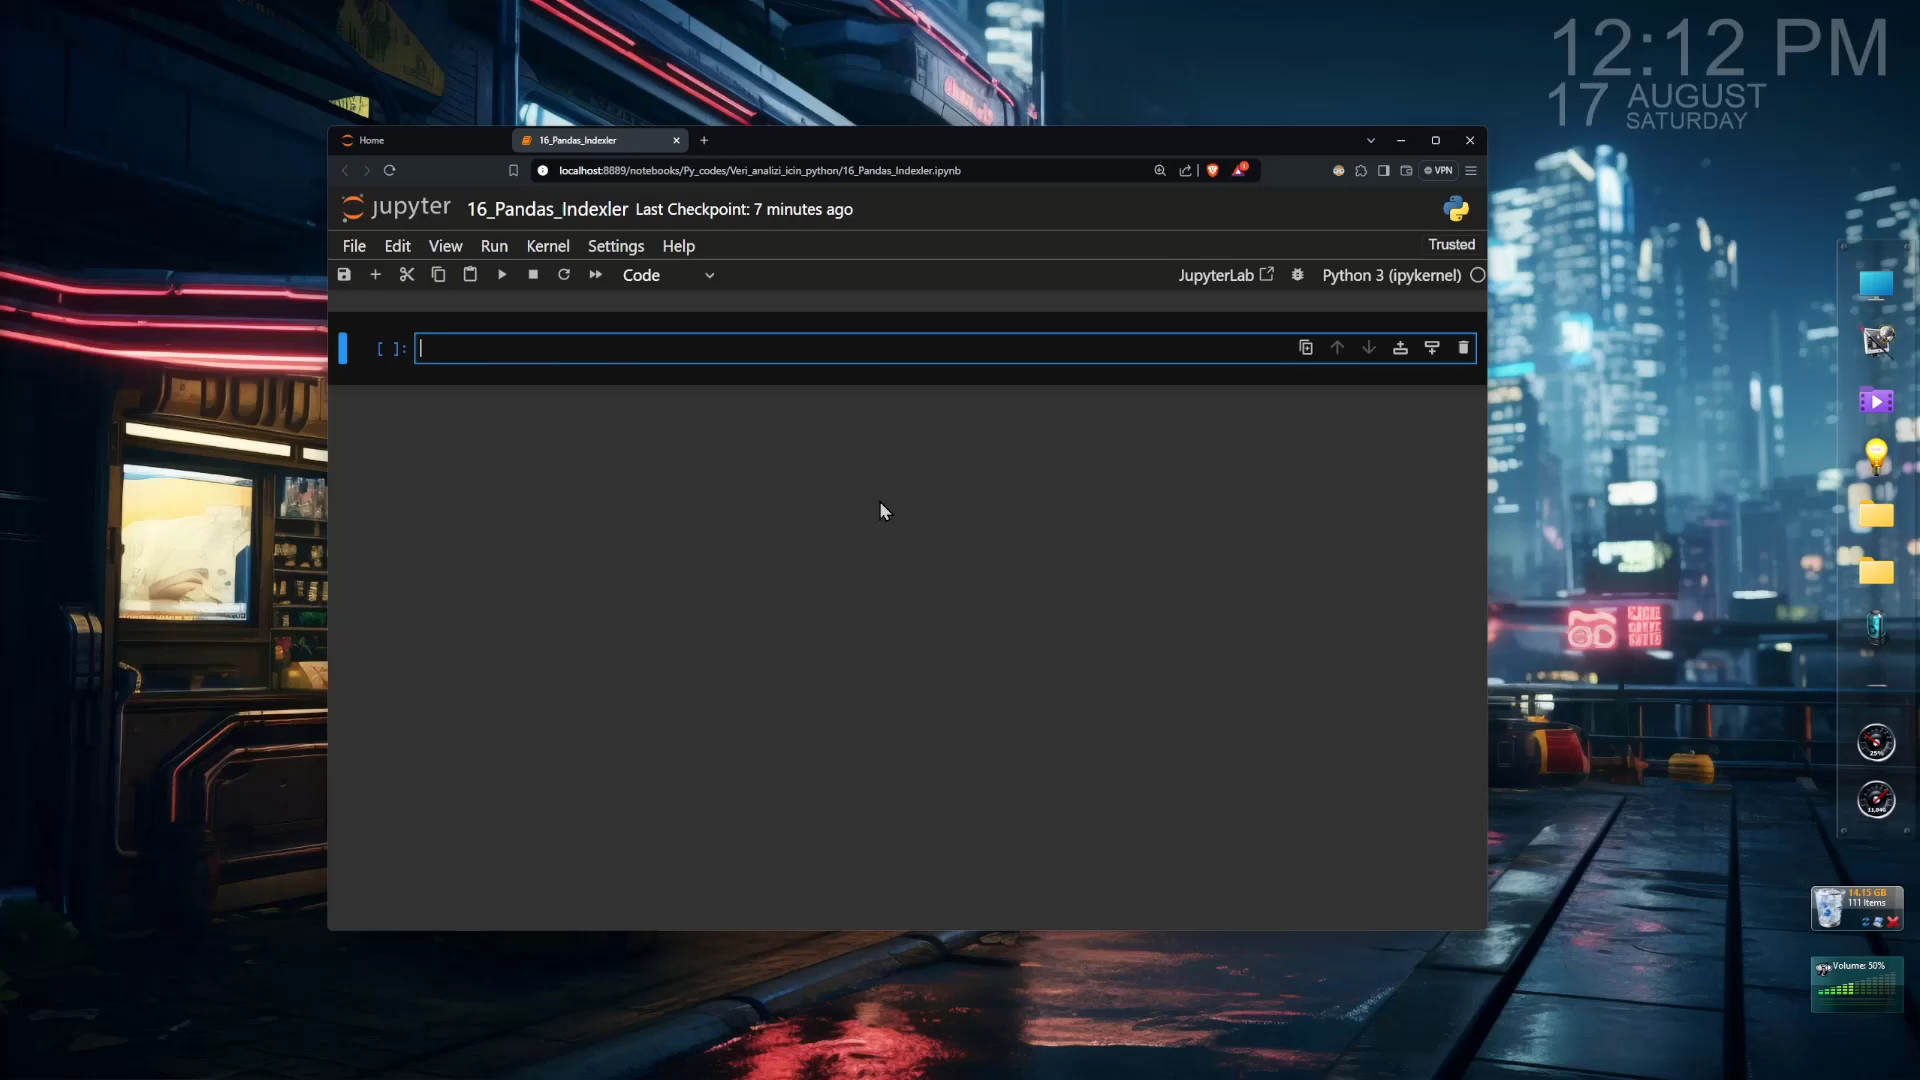 12:12 PM
17 AUGUST
SATURDAY
Home
16_Pandas_Indexler
localhost:8889/notebooks/Py_codes/Veri_analizi_icin_python/16_Pandas_Indexler.ipynb
1
VPN
jupyter 16_Pandas_Indexler Last Checkpoint: 7 minutes ago
File Edit View Run Kernel Settings Help
Trusted
Code
JupyterLab
Python 3 (ipykernel)
[ ]:
25%
14.15 GB
111 Items
Volume: 50%